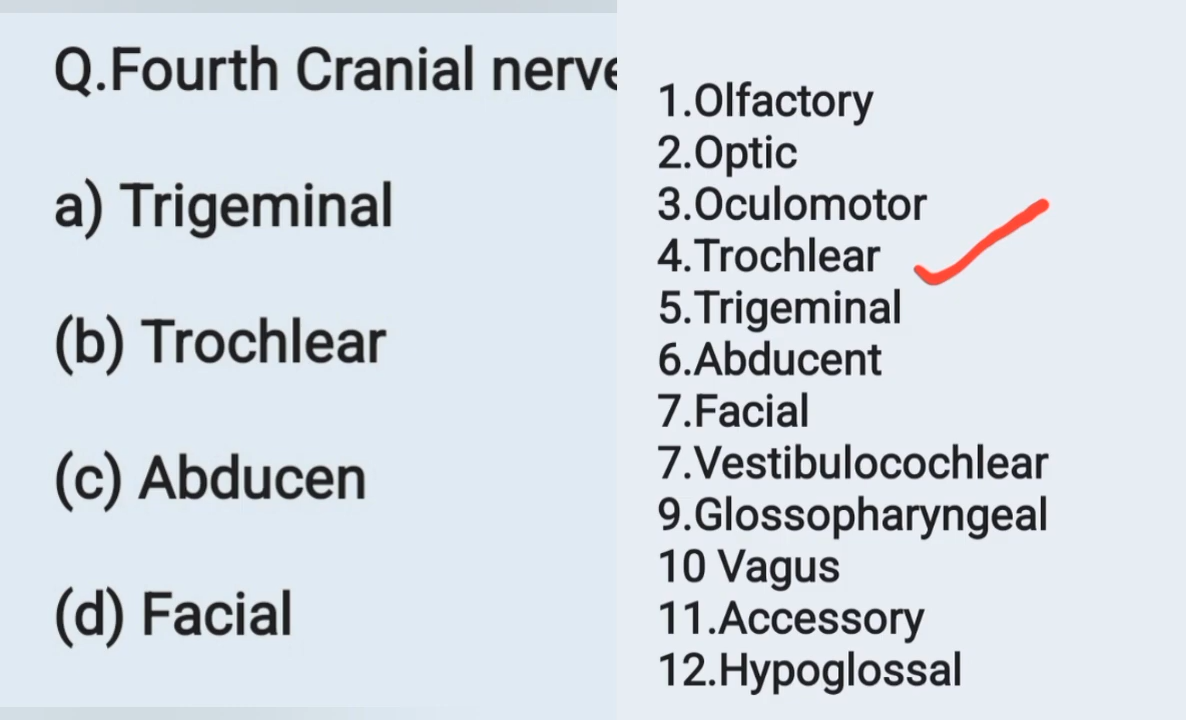 Q.Fourth Cranial nerve
a) Trigeminal
(b) Trochlear
(c) Abducen
(d) Facial
1.Olfactory
2.Optic
3.Oculomotor
4.Trochlear
5.Trigeminal
6.Abducent
7.Facial
7.Vestibulocochlear
9.Glossopharyngeal
10 Vagus
11.Accessory
12.Hypoglossal